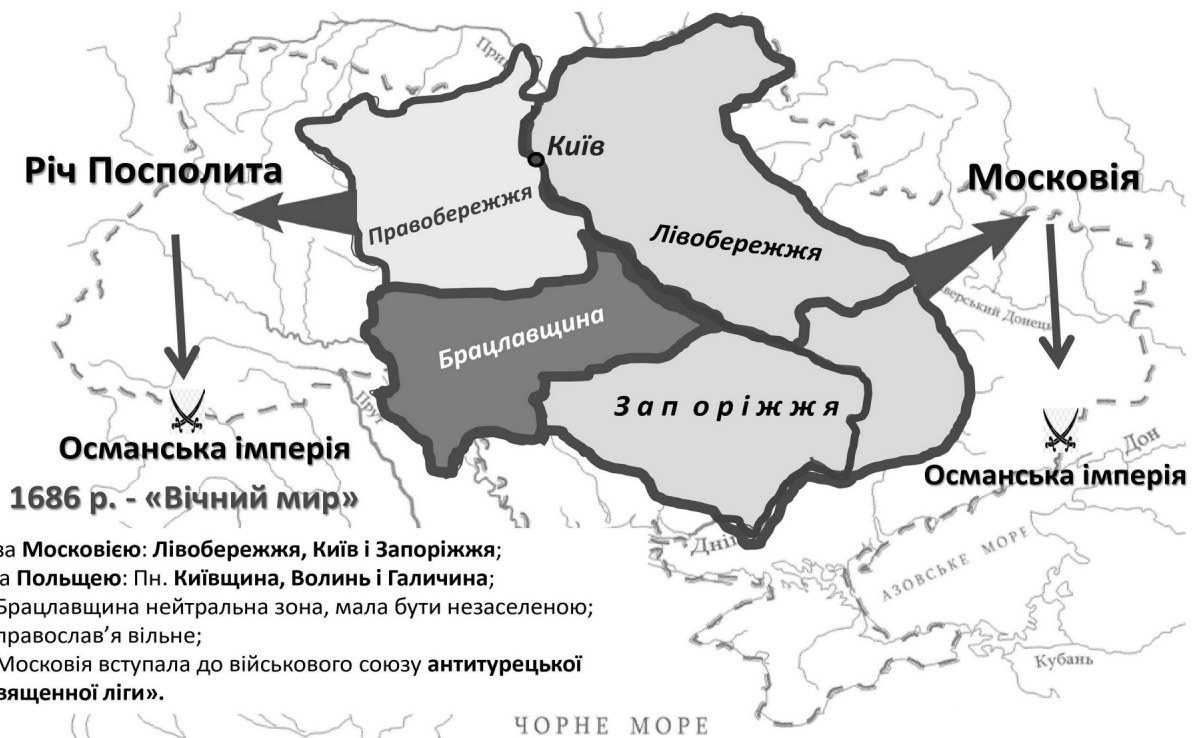 Київ
Річ Посполита
Московія
Правобережжя
Лівобережжя
Донець
Брацлавщина
Запоріжжя
Османська імперія
Дон
Османська імперія
1686 р. - «Вічний мир»
за Московією: Лівобережжя, Київ і Запоріжжя;
а Польщею: Пн. Київщина, Волинь і Галичина;
Брацлавщина нейтральна зона, мала бути незаселеною;
православ’я вільне;
Московія вступала до військового союзу антитурецької
вященної ліги».
АЗОВСЬКЕ МОРЕ
Кубань
ЧОРНЕ МОРЕ